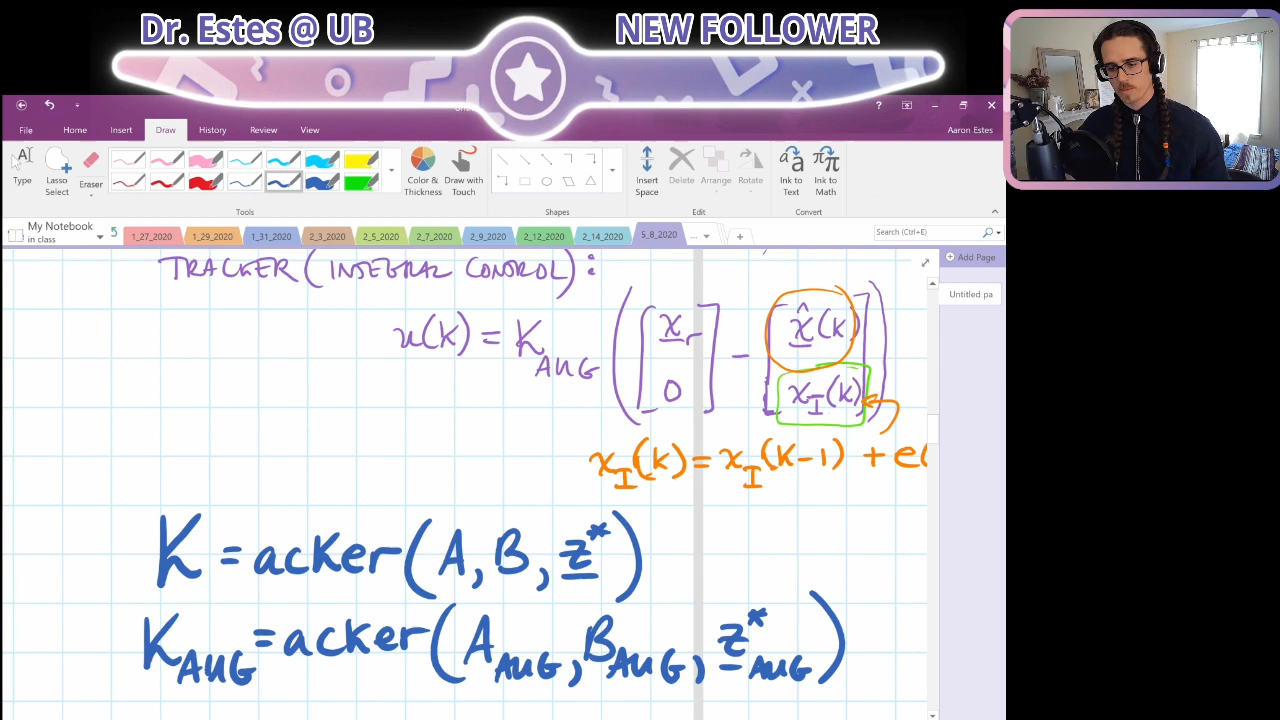 Dr. Estes @ UB NEW FOLLOWER
File Home Insert Draw History Review View Aaron Estes
Type Lasso Select Eraser Color & Thickness Draw with Touch Insert Space Delete Arrange Rotate Ink to Text Ink to Math
Tools Shapes Edit Convert
My Notebook in class 1_27_2020 1_29_2020 1_31_2020 2_3_2020 2_5_2020 2_7_2020 2_9_2020 2_12_2020 2_14_2020 5_8_2020 ... + Search (Ctrl+E)
+ Add Page
Untitled pa
TRACKER (INTEGRAL CONTROL):
u(k) = K_AUG ([x_r 0] - [x̂(k) x_I(k)])
x_I(k) = x_I(k-1) + e(
K = acker(A, B, z*)
K_AUG = acker(A_AUG, B_AUG, z*_AUG)